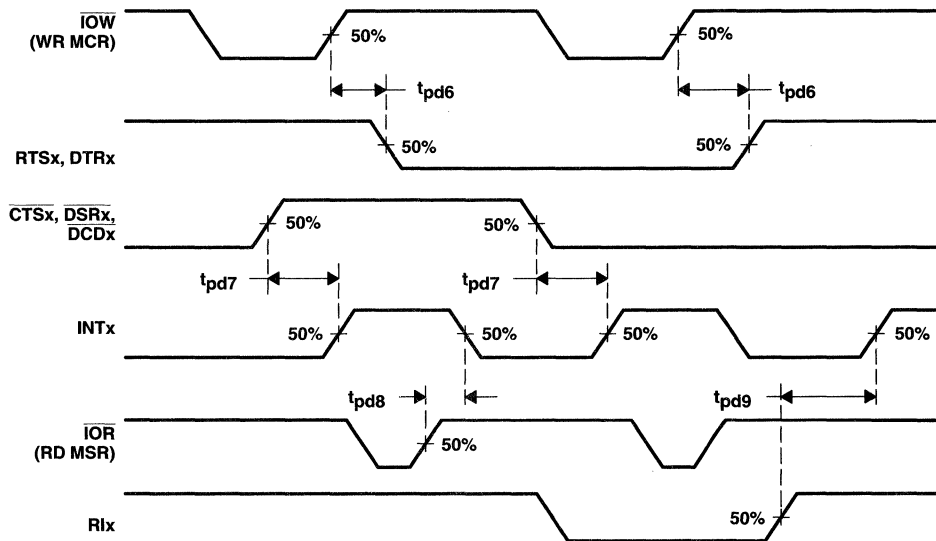 IOW
(WR MCR)
50%
50%
tpd6
tpd6
RTSx, DTRx
50%
50%
CTSx, DSRx,
DCDx
50%
50%
tpd7
tpd7
INTx
50%
50%
50%
50%
tpd8
tpd9
IOR
(RD MSR)
50%
RIx
50%